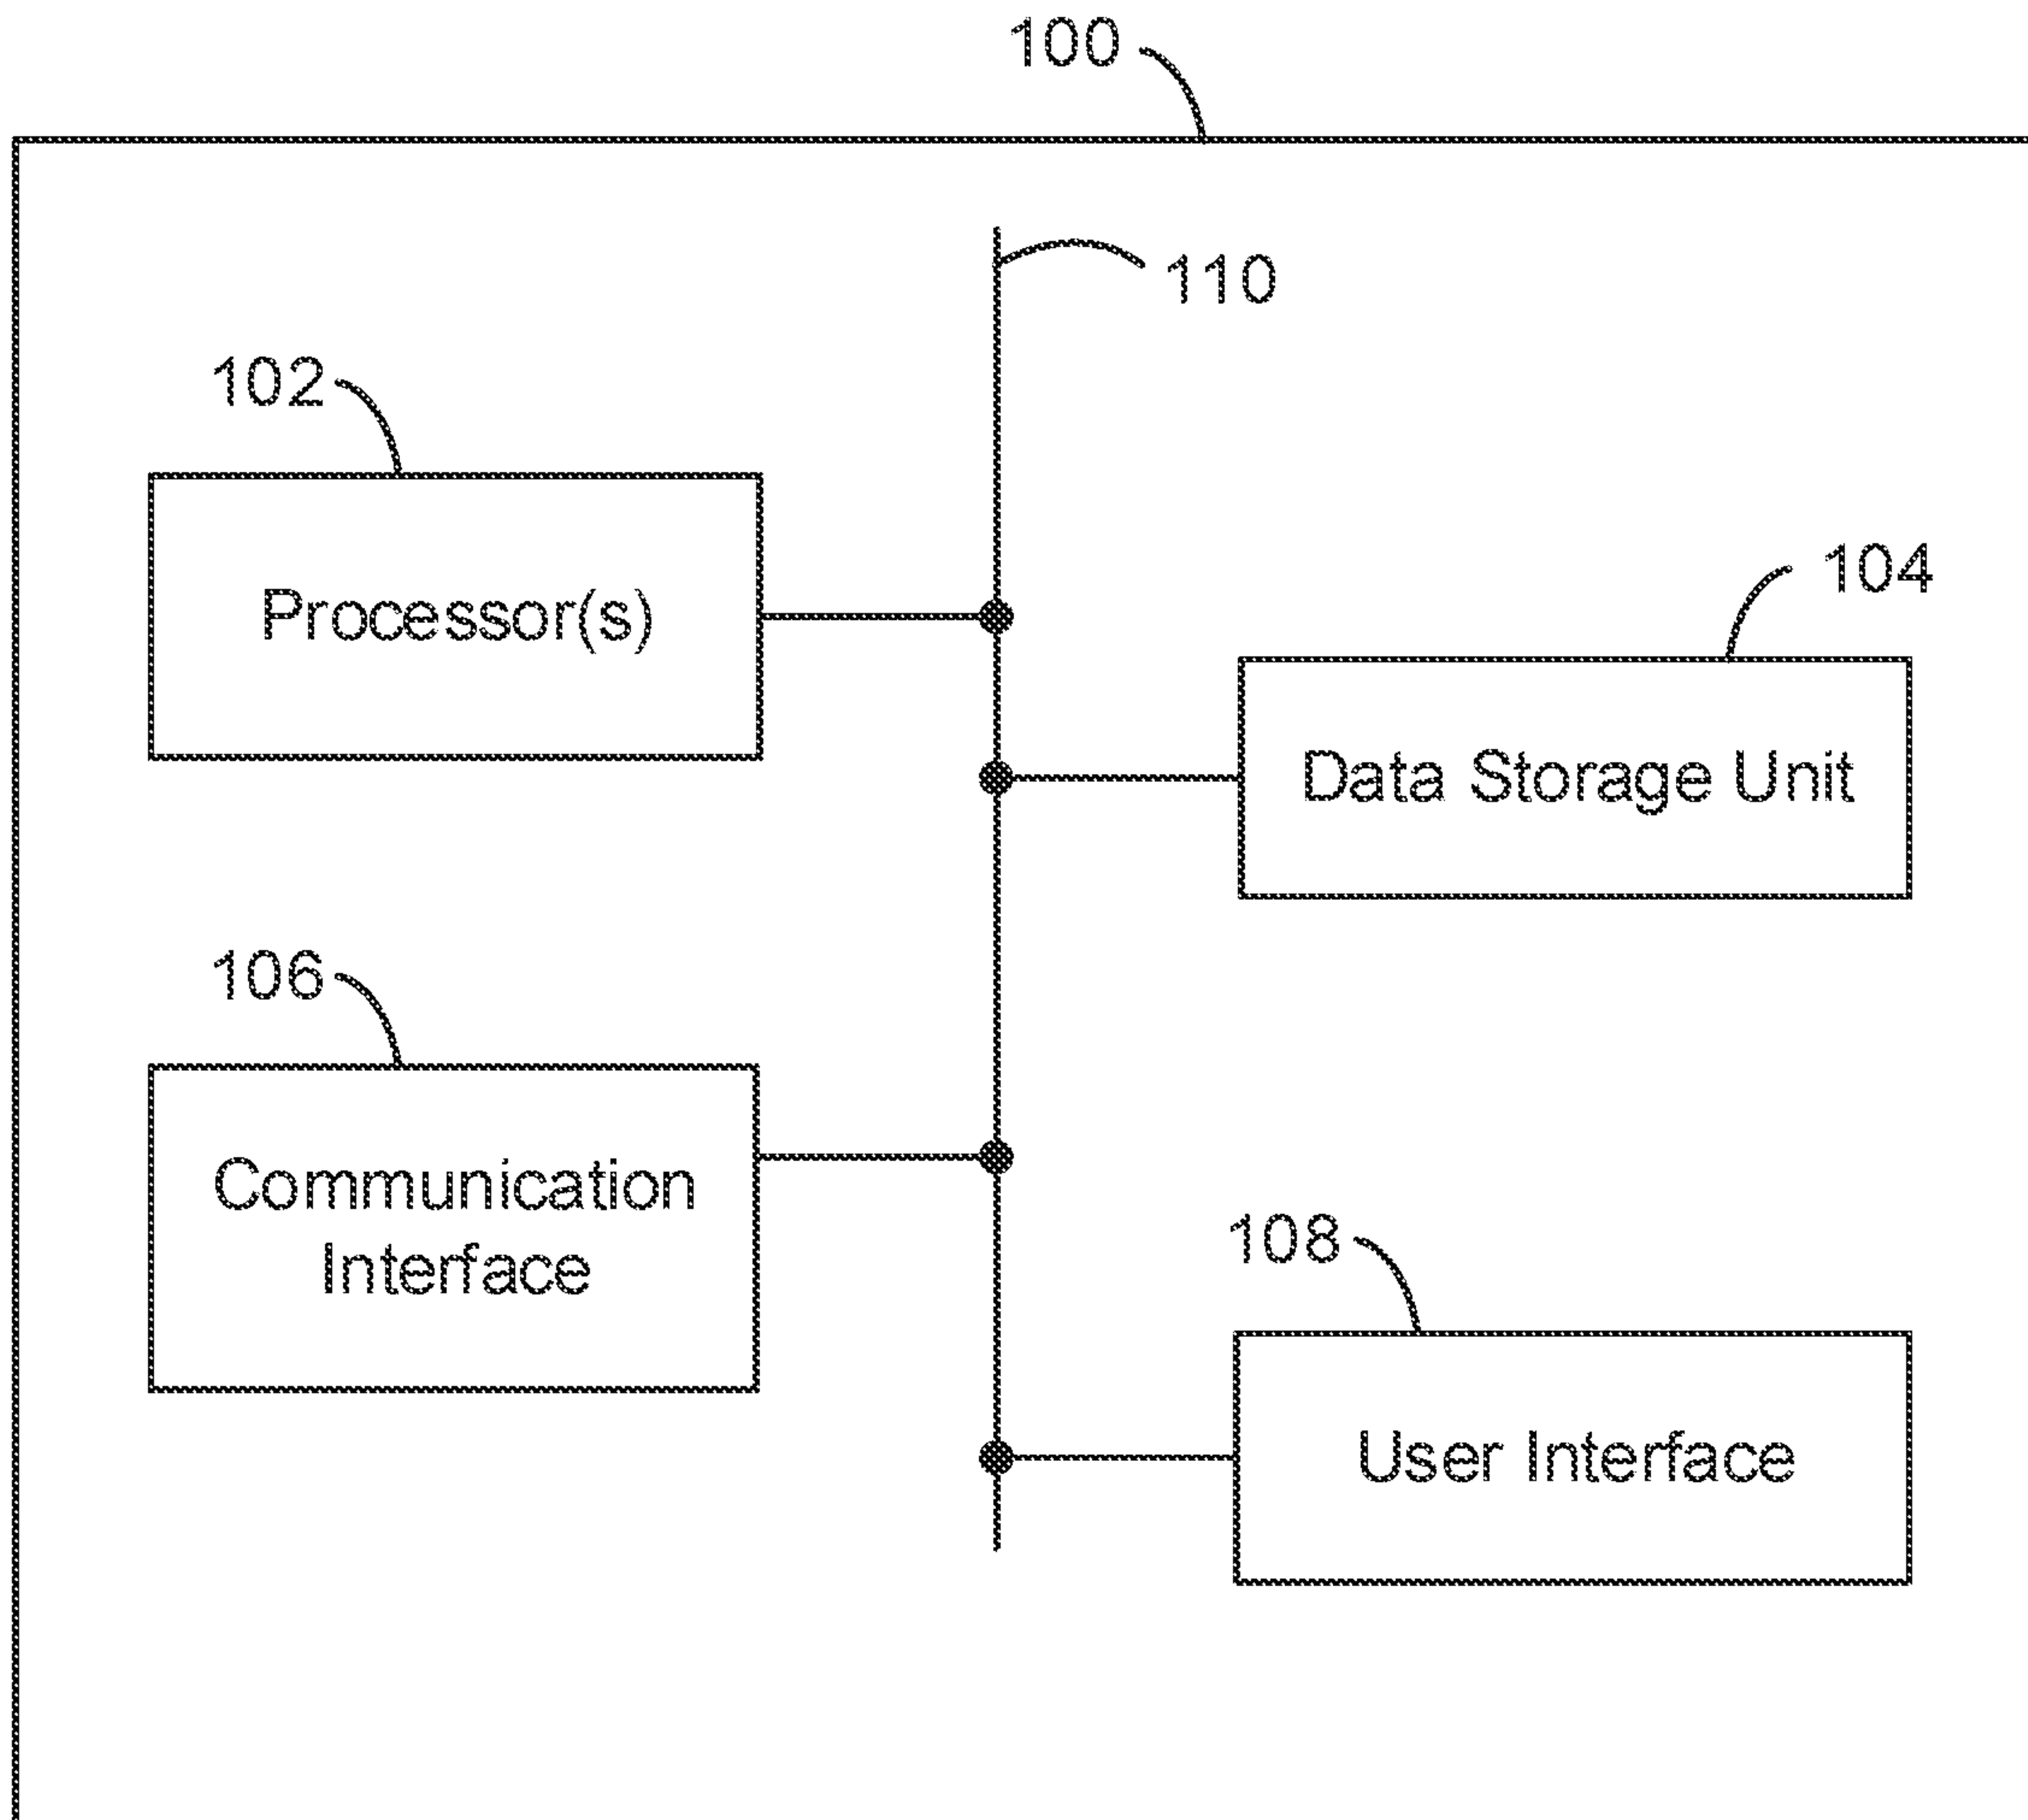 100
110
102
Processor(s)
104
Data Storage Unit
106
Communication
Interface
108
User Interface